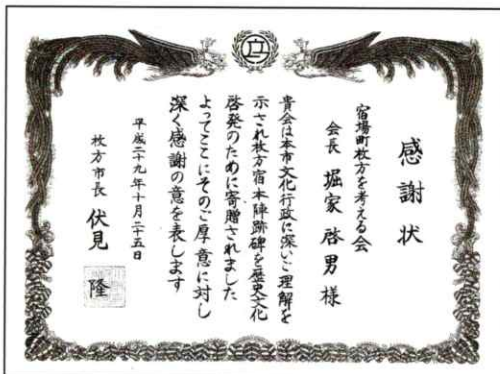 感謝状
宿場町枚方を考える会
会長 堀家啓男様
貴会は本市文化行政に深いご理解を
示され枚方宿本陣跡碑を歴史文化
啓発のために寄贈されました
よってここにそのご厚意に対し
深く感謝の意を表します
平成二十九年十月二十五日
枚方市長 伏見隆